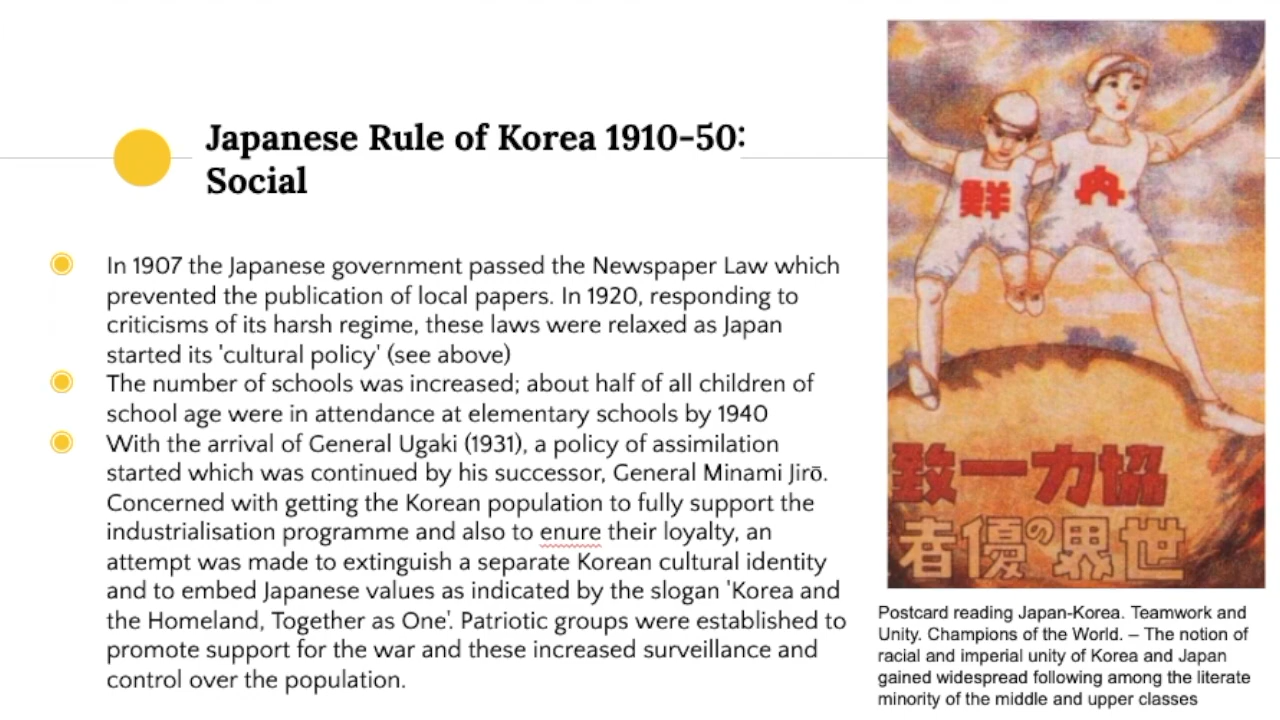 Japanese Rule of Korea 1910-50:
Social
In 1907 the Japanese government passed the Newspaper Law which
prevented the publication of local papers. In 1920, responding to
criticisms of its harsh regime, these laws were relaxed as Japan
started its 'cultural policy' (see above)
The number of schools was increased; about half of all children of
school age were in attendance at elementary schools by 1940
With the arrival of General Ugaki (1931), a policy of assimilation
started which was continued by his successor, General Minami Jirō.
Concerned with getting the Korean population to fully support the
industrialisation programme and also to enure their loyalty, an
attempt was made to extinguish a separate Korean cultural identity
and to embed Japanese values as indicated by the slogan 'Korea and
the Homeland, Together as One'. Patriotic groups were established to
promote support for the war and these increased surveillance and
control over the population.
鮮 内
致一力協
者優の界世
Postcard reading Japan-Korea. Teamwork and
Unity. Champions of the World. – The notion of
racial and imperial unity of Korea and Japan
gained widespread following among the literate
minority of the middle and upper classes